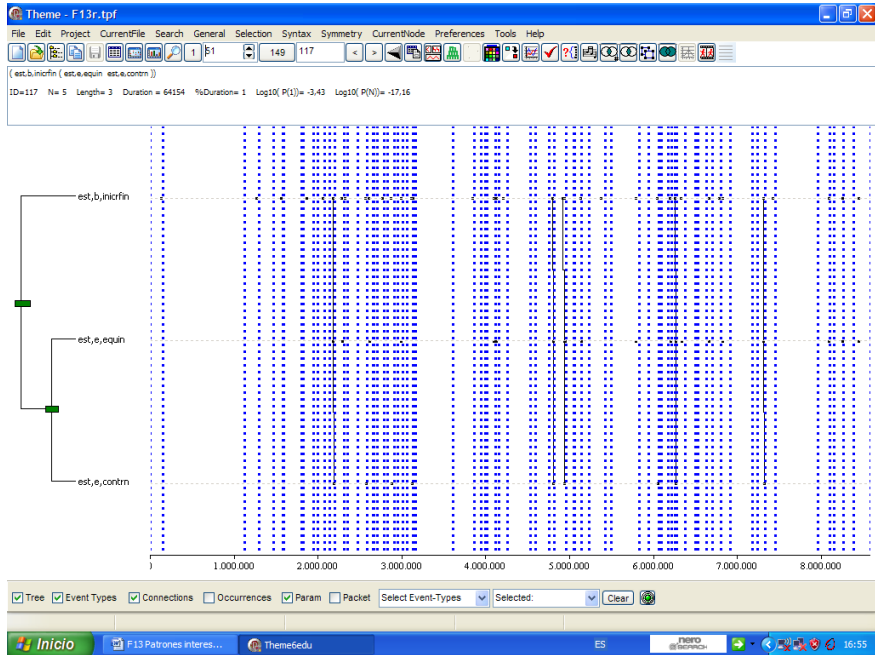 Theme - F13r.tpf
File Edit Project CurrentFile Search General Selection Syntax Symmetry CurrentNode Preferences Tools Help
1 51 149 117 < >
( est,b,inicrfin ( est,e,equin est,e,contrn ))
ID=117 N= 5 Length= 3 Duration = 64154 %Duration= 1 Log10( P(1))= -3,43 Log10( P(N))= -17,16
est,b,inicrfin
est,e,equin
est,e,contrn
1.000.000 2.000.000 3.000.000 4.000.000 5.000.000 6.000.000 7.000.000 8.000.000
Tree Event Types Connections Occurrences Param Packet Select Event-Types Selected: Clear
Inicio F13 Patrones interes... Theme6edu ES nero SEARCH 16:55